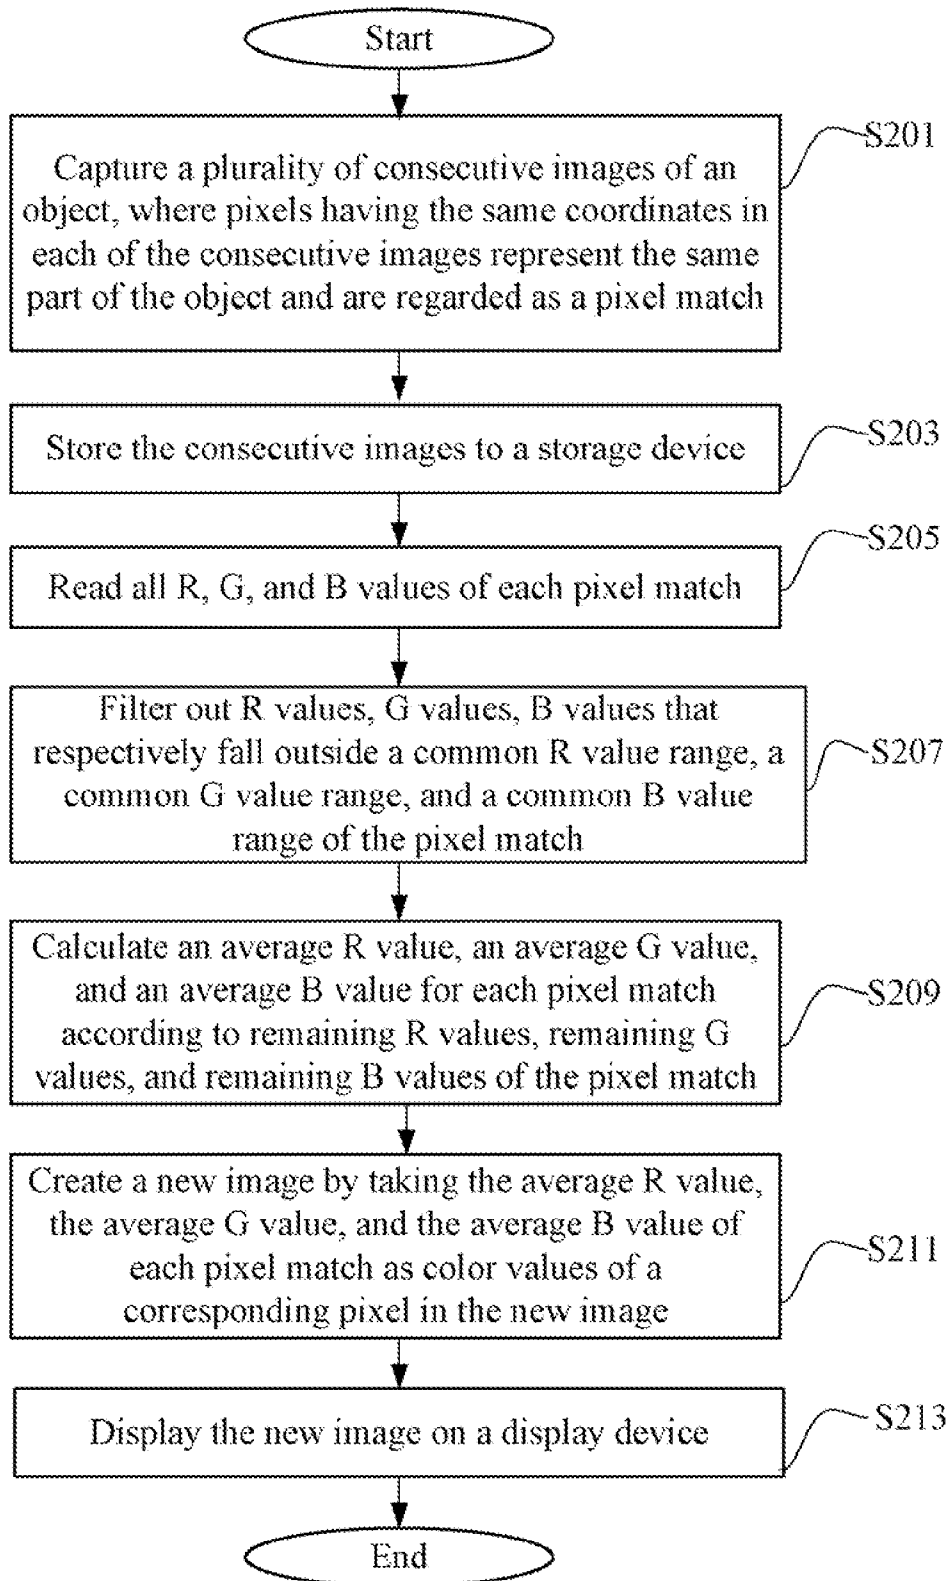 Start
S201
Capture a plurality of consecutive images of an
object, where pixels having the same coordinates in
each of the consecutive images represent the same
part of the object and are regarded as a pixel match
S203
Store the consecutive images to a storage device
S205
Read all R, G, and B values of each pixel match
Filter out R values, G values, B values that
respectively fall outside a common R value range, a
common G value range, and a common B value
range of the pixel match
S207
Calculate an average R value, an average G value,
and an average B value for each pixel match
according to remaining R values, remaining G
values, and remaining B values of the pixel match
S209
Create a new image by taking the average R value,
the average G value, and the average B value of
each pixel match as color values of a
corresponding pixel in the new image
S211
Display the new image on a display device
S213
End